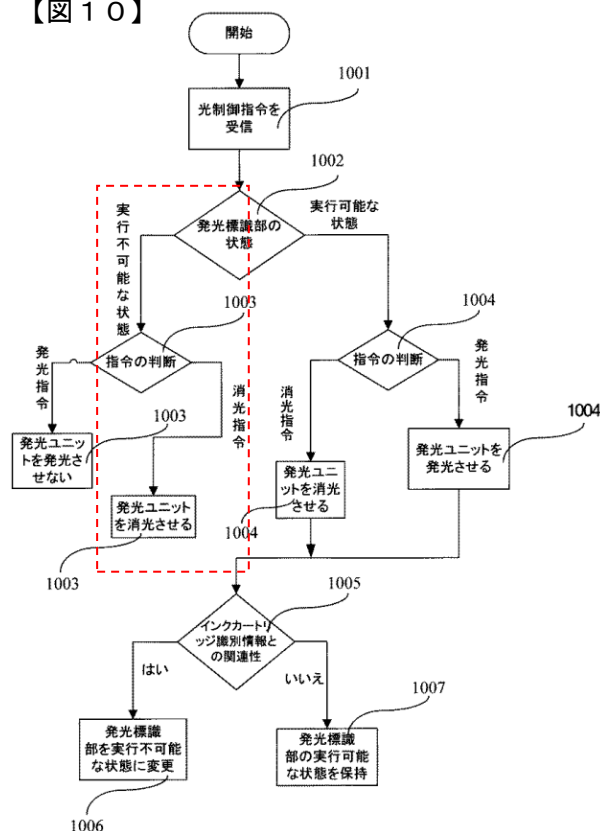 【図１０】
開始
1001
光制御指令を
受信
1002
発光標識部の
状態
実行不可能な状態
実行可能な
状態
1003
指令の判断
1004
指令の判断
発光指令
消光指令
消光指令
発光指令
1003
発光ユニッ
トを発光さ
せない
1004
発光ユニットを
発光させる
発光ユニ
ットを消光
させる
1004
発光ユニット
を消光させる
1003
1005
インクカートリ
ッジ識別情報と
の関連性
はい
いいえ
1007
発光標識
部を実行不可能
な状態に変更
発光標識
部の実行可能
な状態を保持
1006